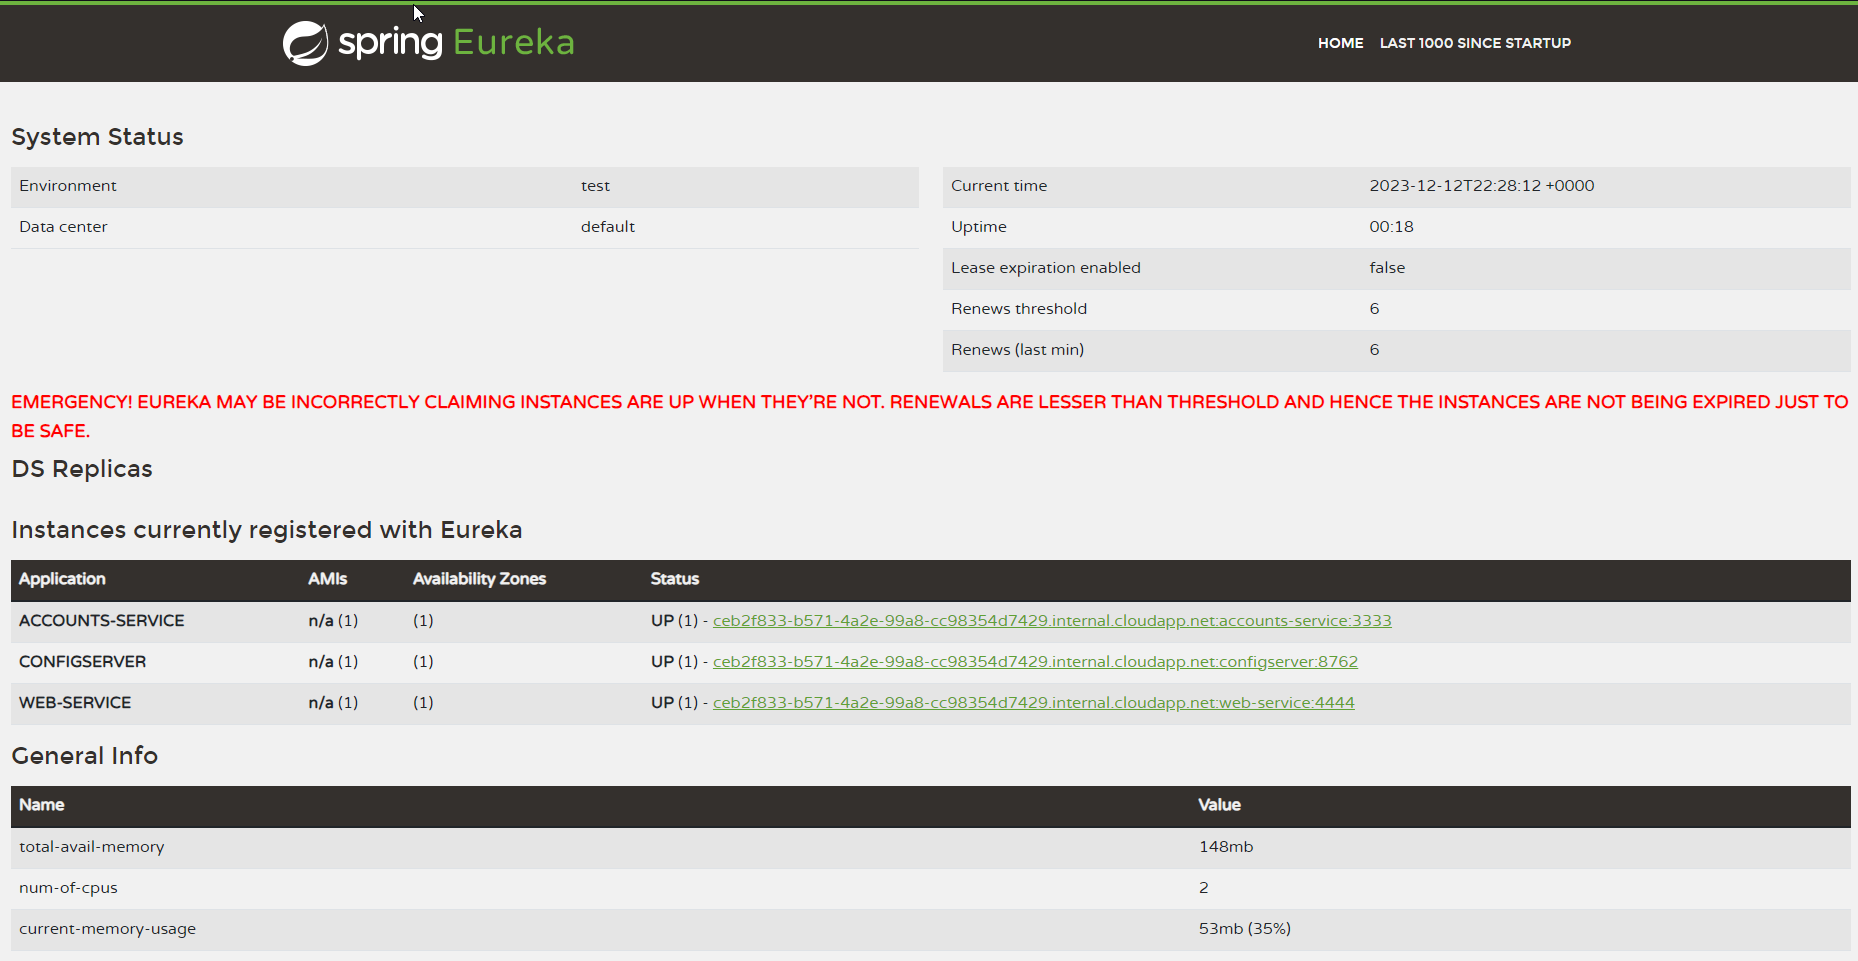 spring Eureka
HOME LAST 1000 SINCE STARTUP
System Status
Environment test
Data center default
Current time 2023-12-12T22:28:12 +0000
Uptime 00:18
Lease expiration enabled false
Renews threshold 6
Renews (last min) 6
EMERGENCY! EUREKA MAY BE INCORRECTLY CLAIMING INSTANCES ARE UP WHEN THEY'RE NOT. RENEWALS ARE LESSER THAN THRESHOLD AND HENCE THE INSTANCES ARE NOT BEING EXPIRED JUST TO
BE SAFE.
DS Replicas
Instances currently registered with Eureka
Application AMIs Availability Zones Status
ACCOUNTS-SERVICE n/a (1) (1) UP (1) - ceb2f833-b571-4a2e-99a8-cc98354d7429.internal.cloudapp.net:accounts-service:3333
CONFIGSERVER n/a (1) (1) UP (1) - ceb2f833-b571-4a2e-99a8-cc98354d7429.internal.cloudapp.net:configserver:8762
WEB-SERVICE n/a (1) (1) UP (1) - ceb2f833-b571-4a2e-99a8-cc98354d7429.internal.cloudapp.net:web-service:4444
General Info
Name Value
total-avail-memory 148mb
num-of-cpus 2
current-memory-usage 53mb (35%)